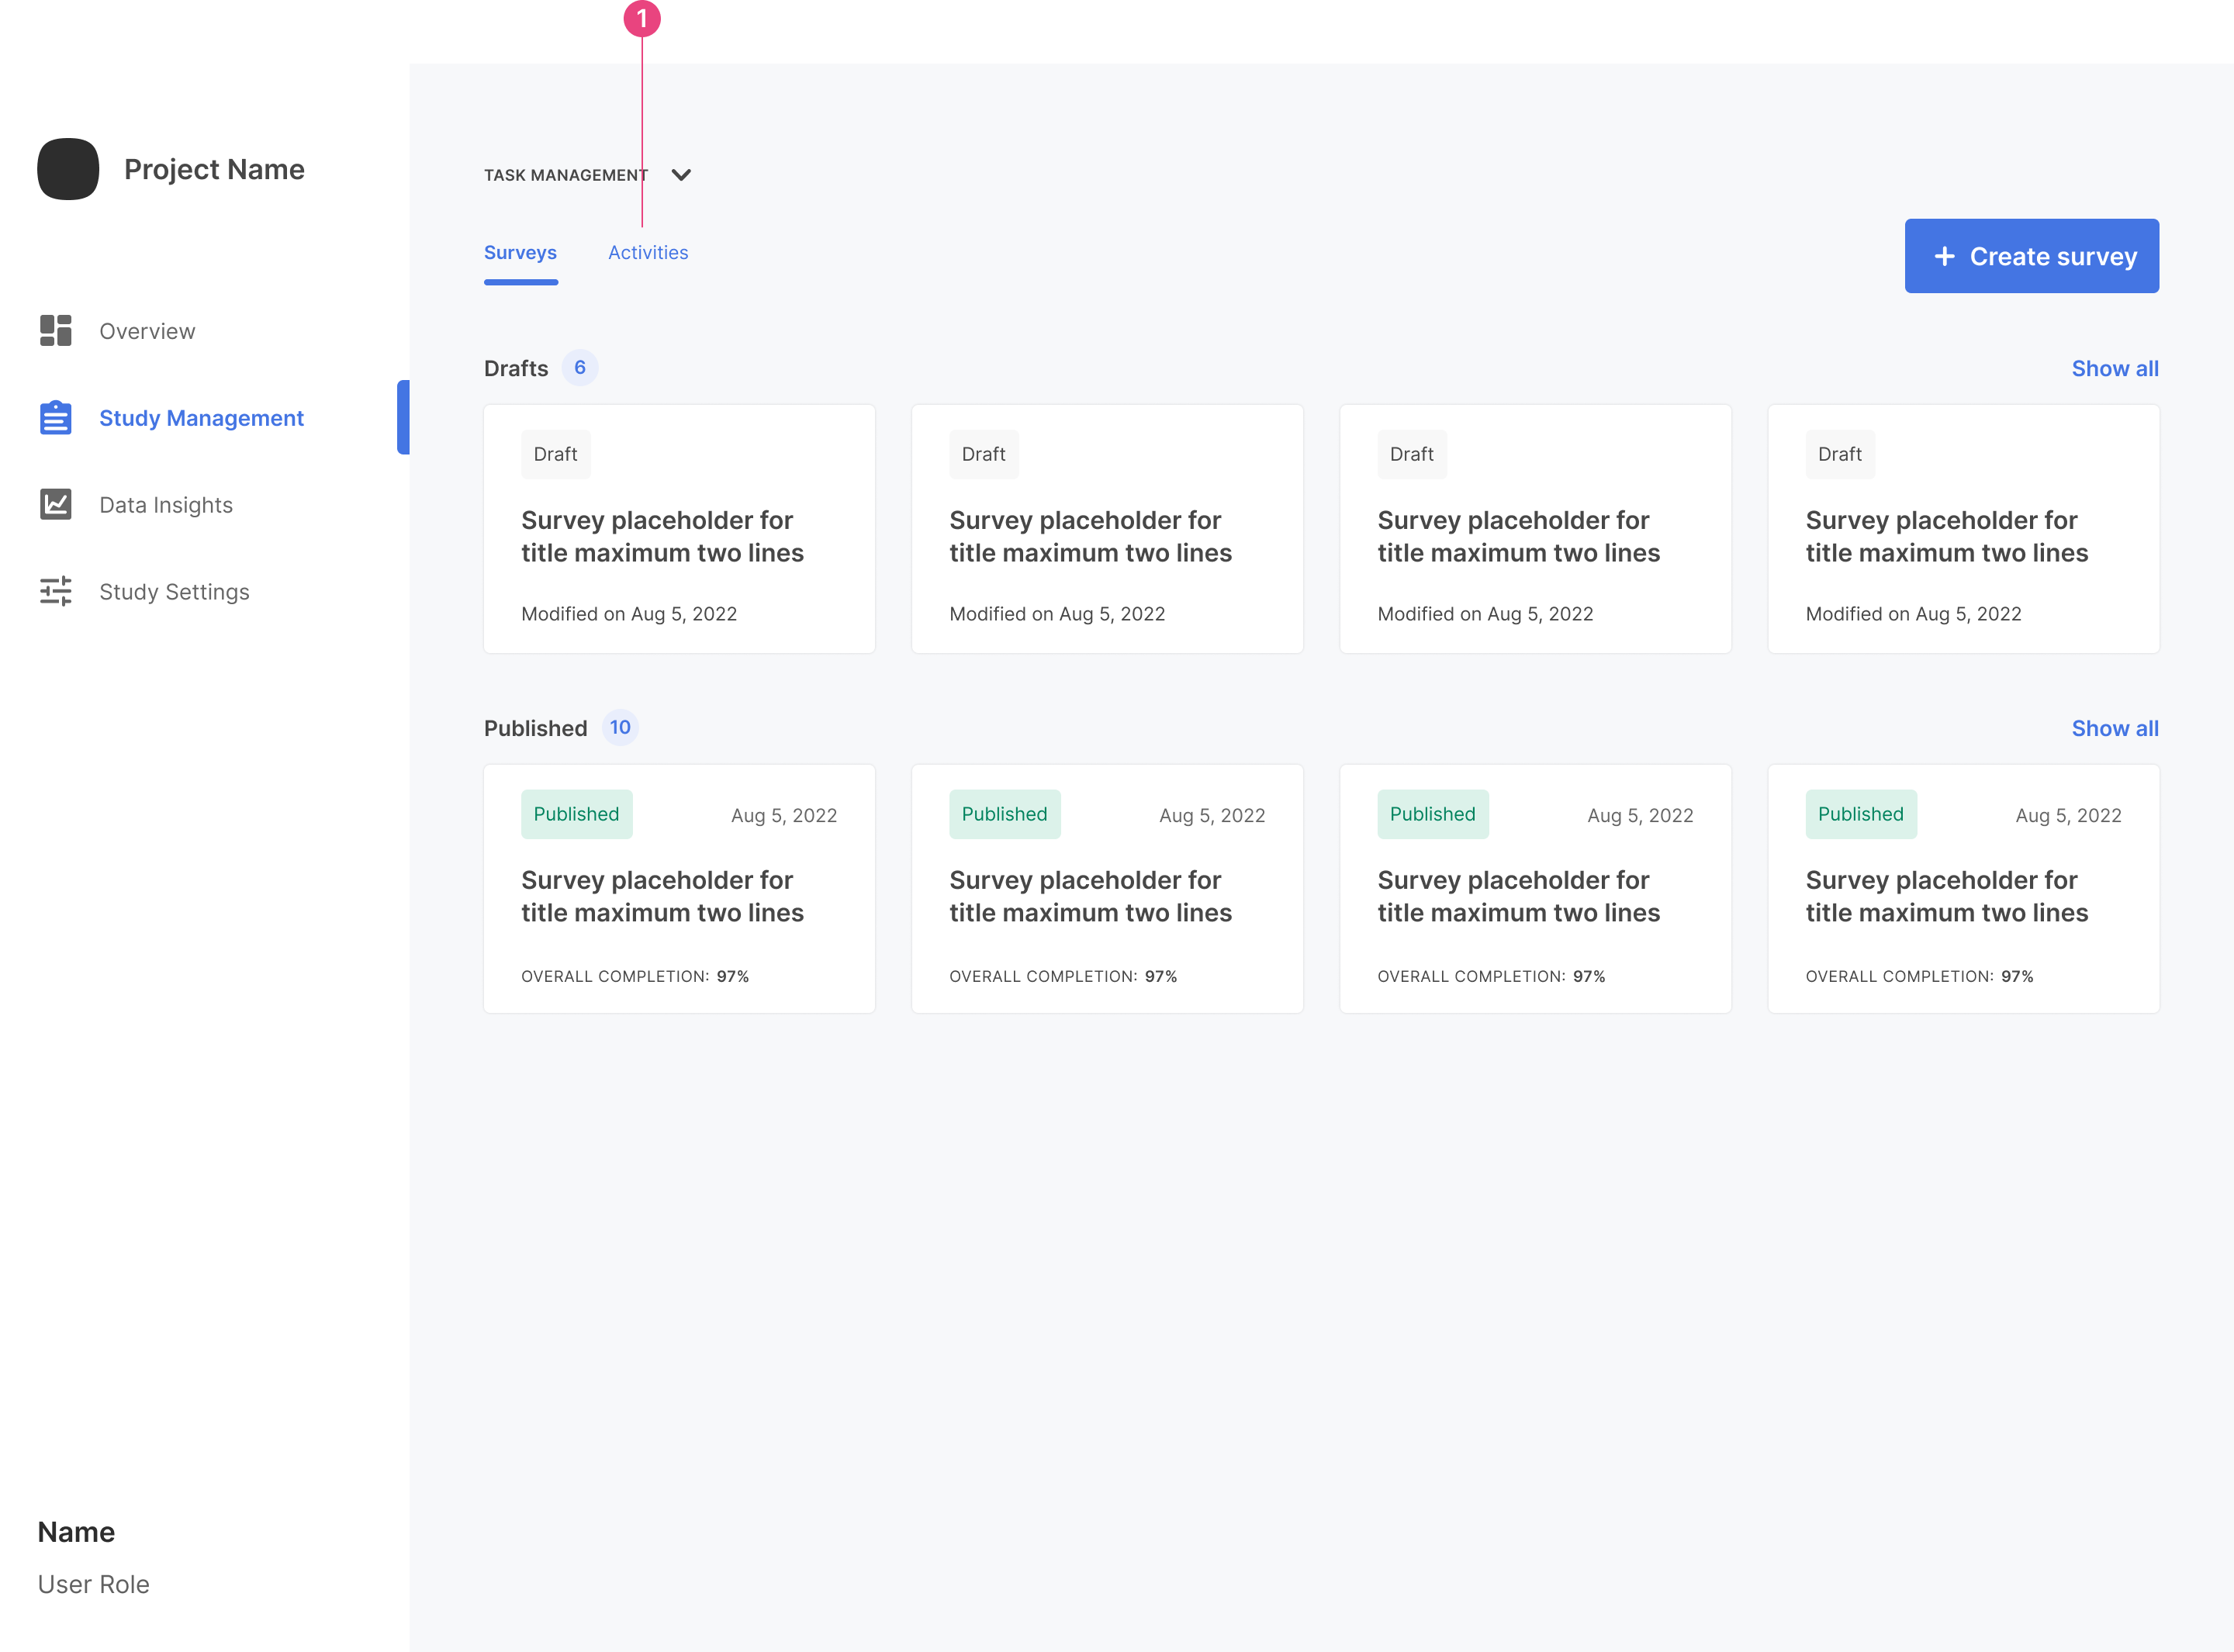 1
Project Name
Overview
Study Management
Data Insights
Study Settings
Name
User Role
TASK MANAGEMENT
Surveys Activities
+ Create survey
Drafts 6 Show all
Draft
Survey placeholder for
title maximum two lines
Modified on Aug 5, 2022
Draft
Survey placeholder for
title maximum two lines
Modified on Aug 5, 2022
Draft
Survey placeholder for
title maximum two lines
Modified on Aug 5, 2022
Draft
Survey placeholder for
title maximum two lines
Modified on Aug 5, 2022
Published 10 Show all
Published Aug 5, 2022
Survey placeholder for
title maximum two lines
OVERALL COMPLETION: 97%
Published Aug 5, 2022
Survey placeholder for
title maximum two lines
OVERALL COMPLETION: 97%
Published Aug 5, 2022
Survey placeholder for
title maximum two lines
OVERALL COMPLETION: 97%
Published Aug 5, 2022
Survey placeholder for
title maximum two lines
OVERALL COMPLETION: 97%